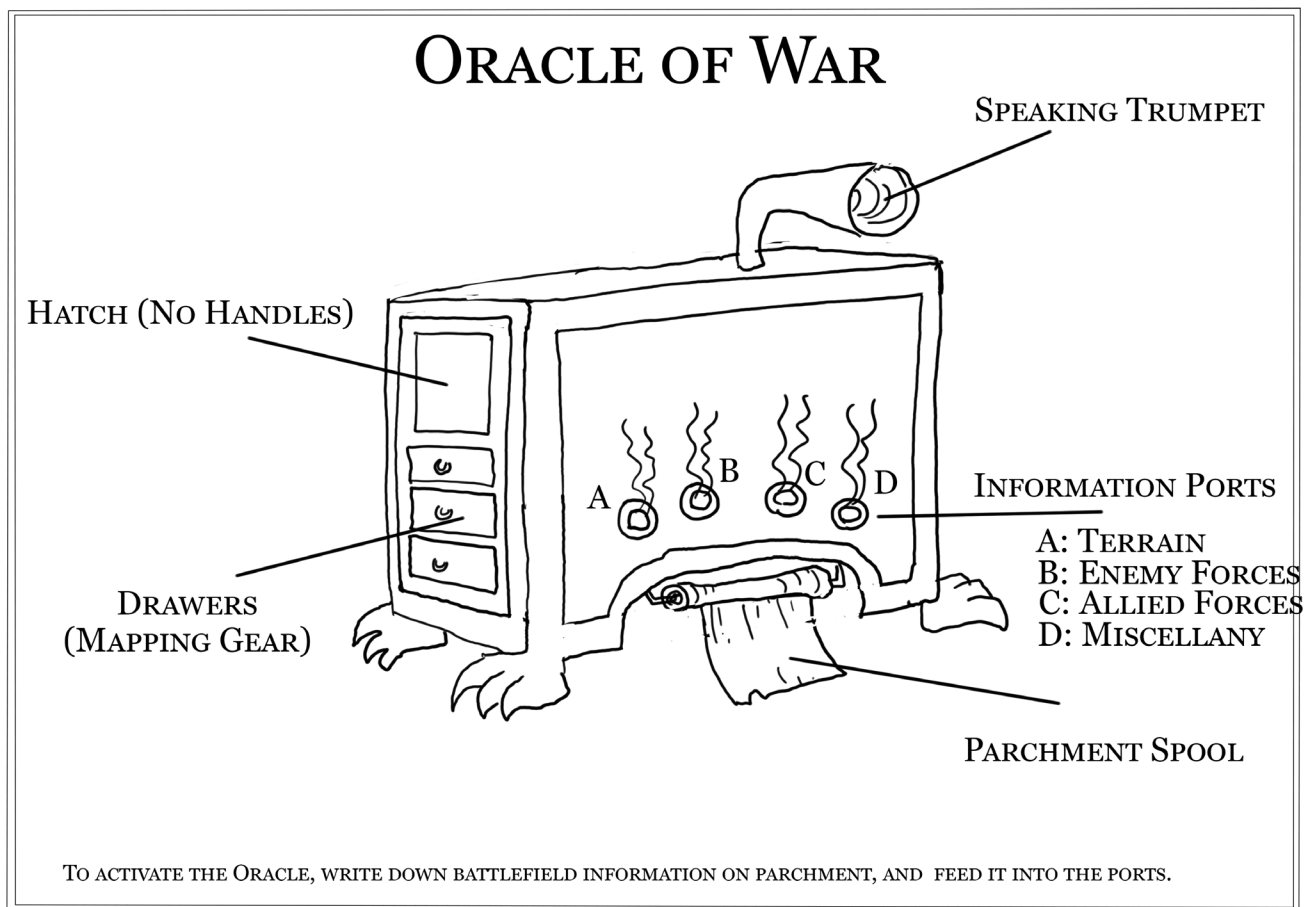 Oracle of War
Speaking Trumpet
Hatch (No Handles)
A
B
C
D
Information Ports
A: Terrain
B: Enemy Forces
C: Allied Forces
D: Miscellany
Drawers
(Mapping Gear)
Parchment Spool
To activate the Oracle, write down battlefield information on parchment, and feed it into the ports.